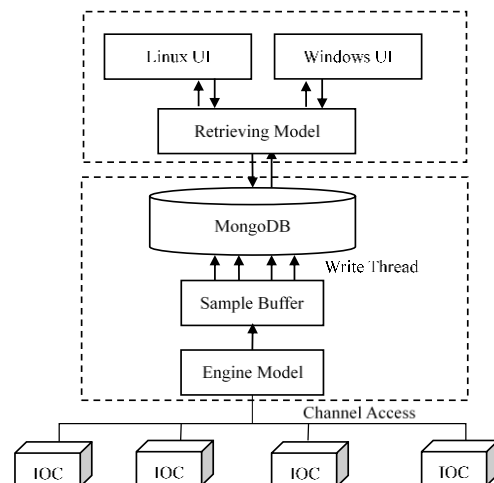 Linux UI
Windows UI
Retrieving Model
MongoDB
Write Thread
Sample Buffer
Engine Model
Channel Access
IOC
IOC
IOC
IOC